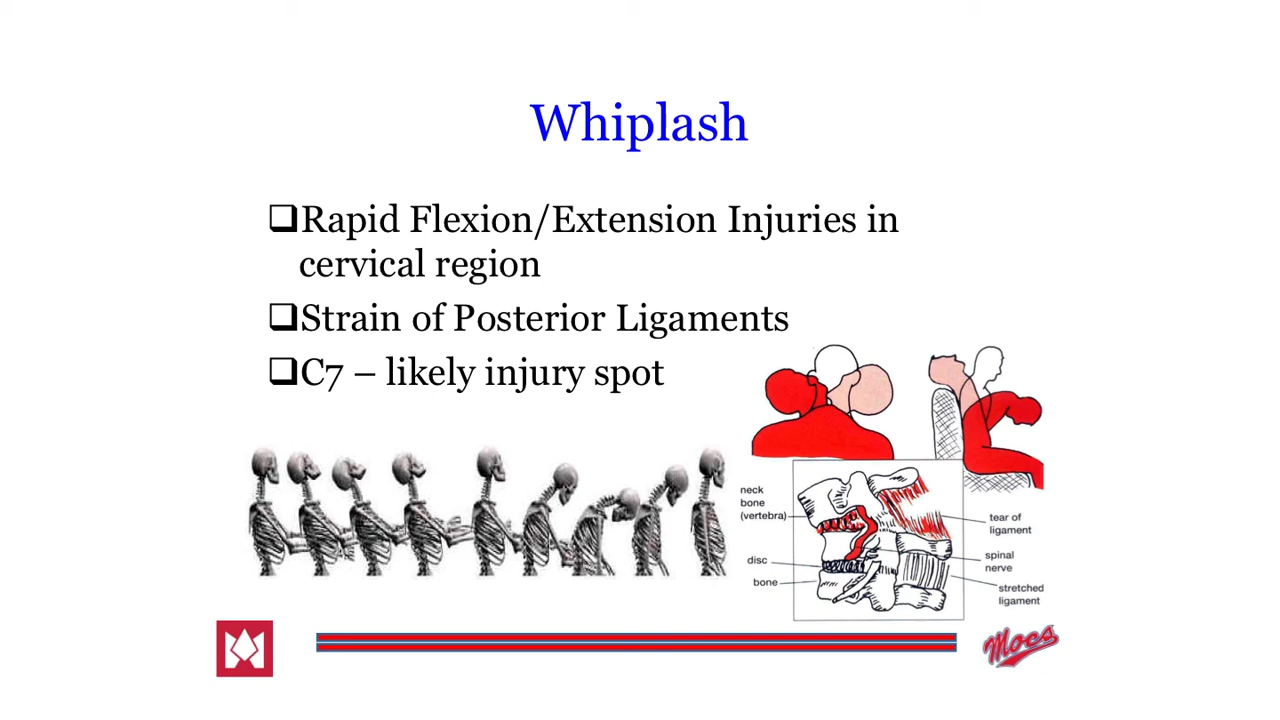 Whiplash
❑Rapid Flexion/Extension Injuries in
cervical region
❑Strain of Posterior Ligaments
❑C7 – likely injury spot
neck
bone
(vertebra)
disc
bone
tear of
ligament
spinal
nerve
stretched
ligament
Mocs